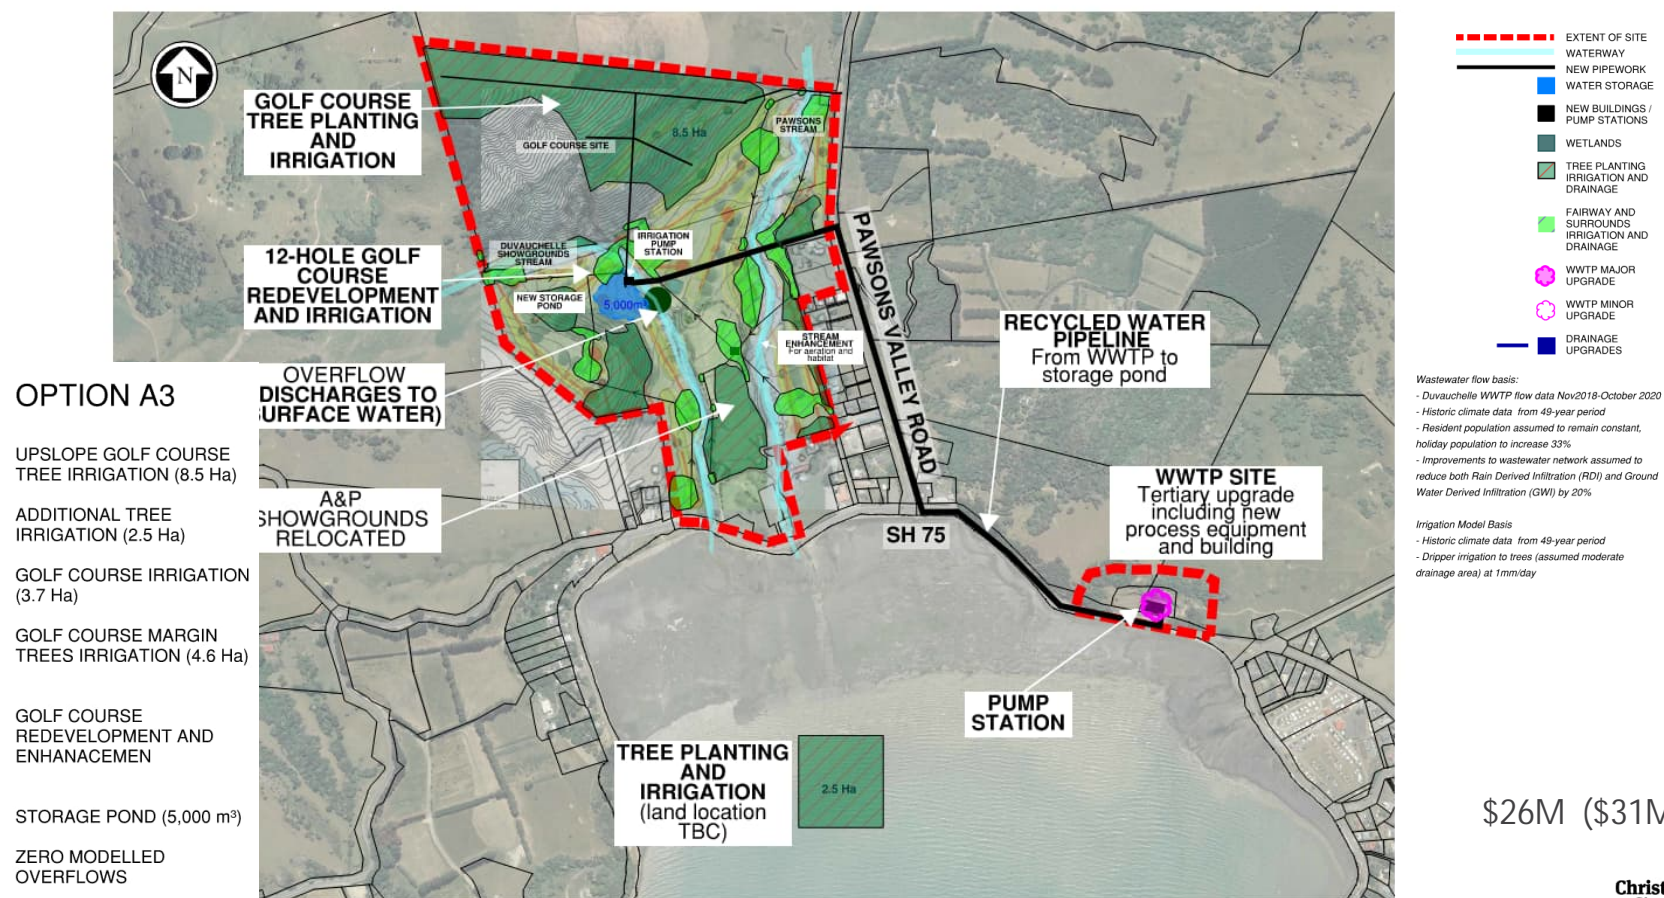 N
GOLF COURSE
TREE PLANTING
AND
IRRIGATION
GOLF COURSE SITE
8.5 Ha
PAWSONS
STREAM
12-HOLE GOLF
COURSE
REDEVELOPMENT
AND IRRIGATION
DUVAUCHELLE
SHOWGROUNDS
STREAM
IRRIGATION
PUMP
STATION
NEW STORAGE
POND
5,000m³
PAWSONS VALLEY ROAD
STREAM
ENHANCEMENT
For aeration and
habitat
RECYCLED WATER
PIPELINE
From WWTP to
storage pond
OVERFLOW
DISCHARGES TO
SURFACE WATER)
A&P
SHOWGROUNDS
RELOCATED
SH 75
WWTP SITE
Tertiary upgrade
including new
process equipment
and building
PUMP
STATION
TREE PLANTING
AND
IRRIGATION
(land location
TBC)
2.5 Ha
OPTION A3
UPSLOPE GOLF COURSE
TREE IRRIGATION (8.5 Ha)
ADDITIONAL TREE
IRRIGATION (2.5 Ha)
GOLF COURSE IRRIGATION
(3.7 Ha)
GOLF COURSE MARGIN
TREES IRRIGATION (4.6 Ha)
GOLF COURSE
REDEVELOPMENT AND
ENHANACEMEN
STORAGE POND (5,000 m³)
ZERO MODELLED
OVERFLOWS
EXTENT OF SITE
WATERWAY
NEW PIPEWORK
WATER STORAGE
NEW BUILDINGS /
PUMP STATIONS
WETLANDS
TREE PLANTING
IRRIGATION AND
DRAINAGE
FAIRWAY AND
SURROUNDS
IRRIGATION AND
DRAINAGE
WWTP MAJOR
UPGRADE
WWTP MINOR
UPGRADE
DRAINAGE
UPGRADES
Wastewater flow basis:
- Duvauchelle WWTP flow data Nov2018-October 2020
- Historic climate data from 49-year period
- Resident population assumed to remain constant,
holiday population to increase 33%
- Improvements to wastewater network assumed to
reduce both Rain Derived Infiltration (RDI) and Ground
Water Derived Infiltration (GWI) by 20%
Irrigation Model Basis
- Historic climate data from 49-year period
- Dripper irrigation to trees (assumed moderate
drainage area) at 1mm/day
$26M ($31M
Christ